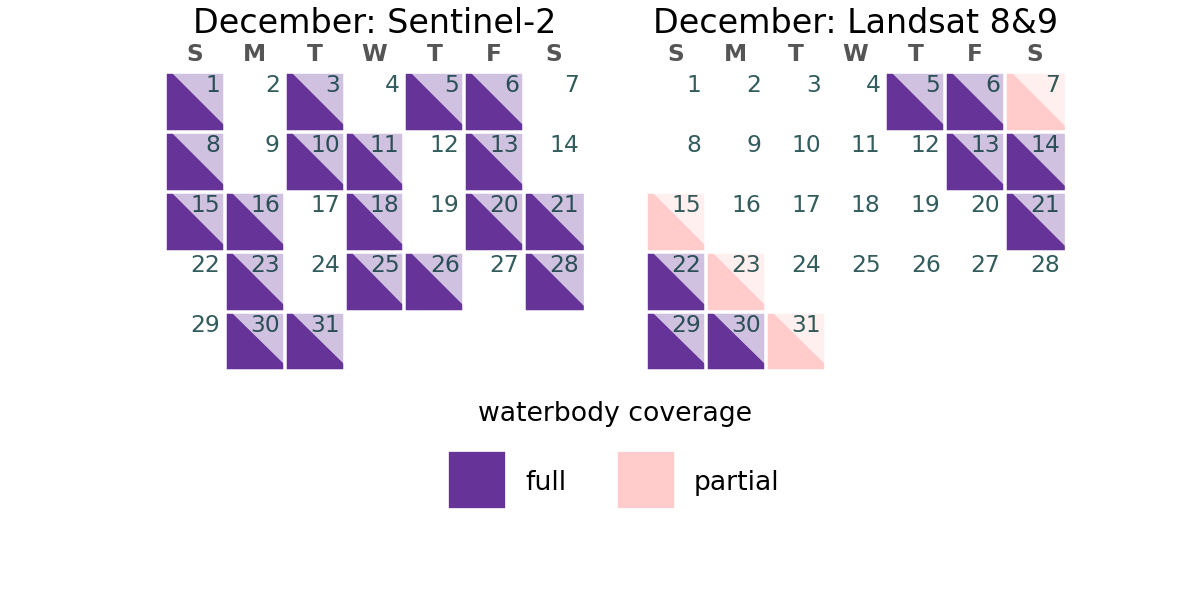 December: Sentinel-2
S M T W T F S
1 2 3 4 5 6 7
8 9 10 11 12 13 14
15 16 17 18 19 20 21
22 23 24 25 26 27 28
29 30 31
December: Landsat 8&9
S M T W T F S
1 2 3 4 5 6 7
8 9 10 11 12 13 14
15 16 17 18 19 20 21
22 23 24 25 26 27 28
29 30 31
waterbody coverage
full partial